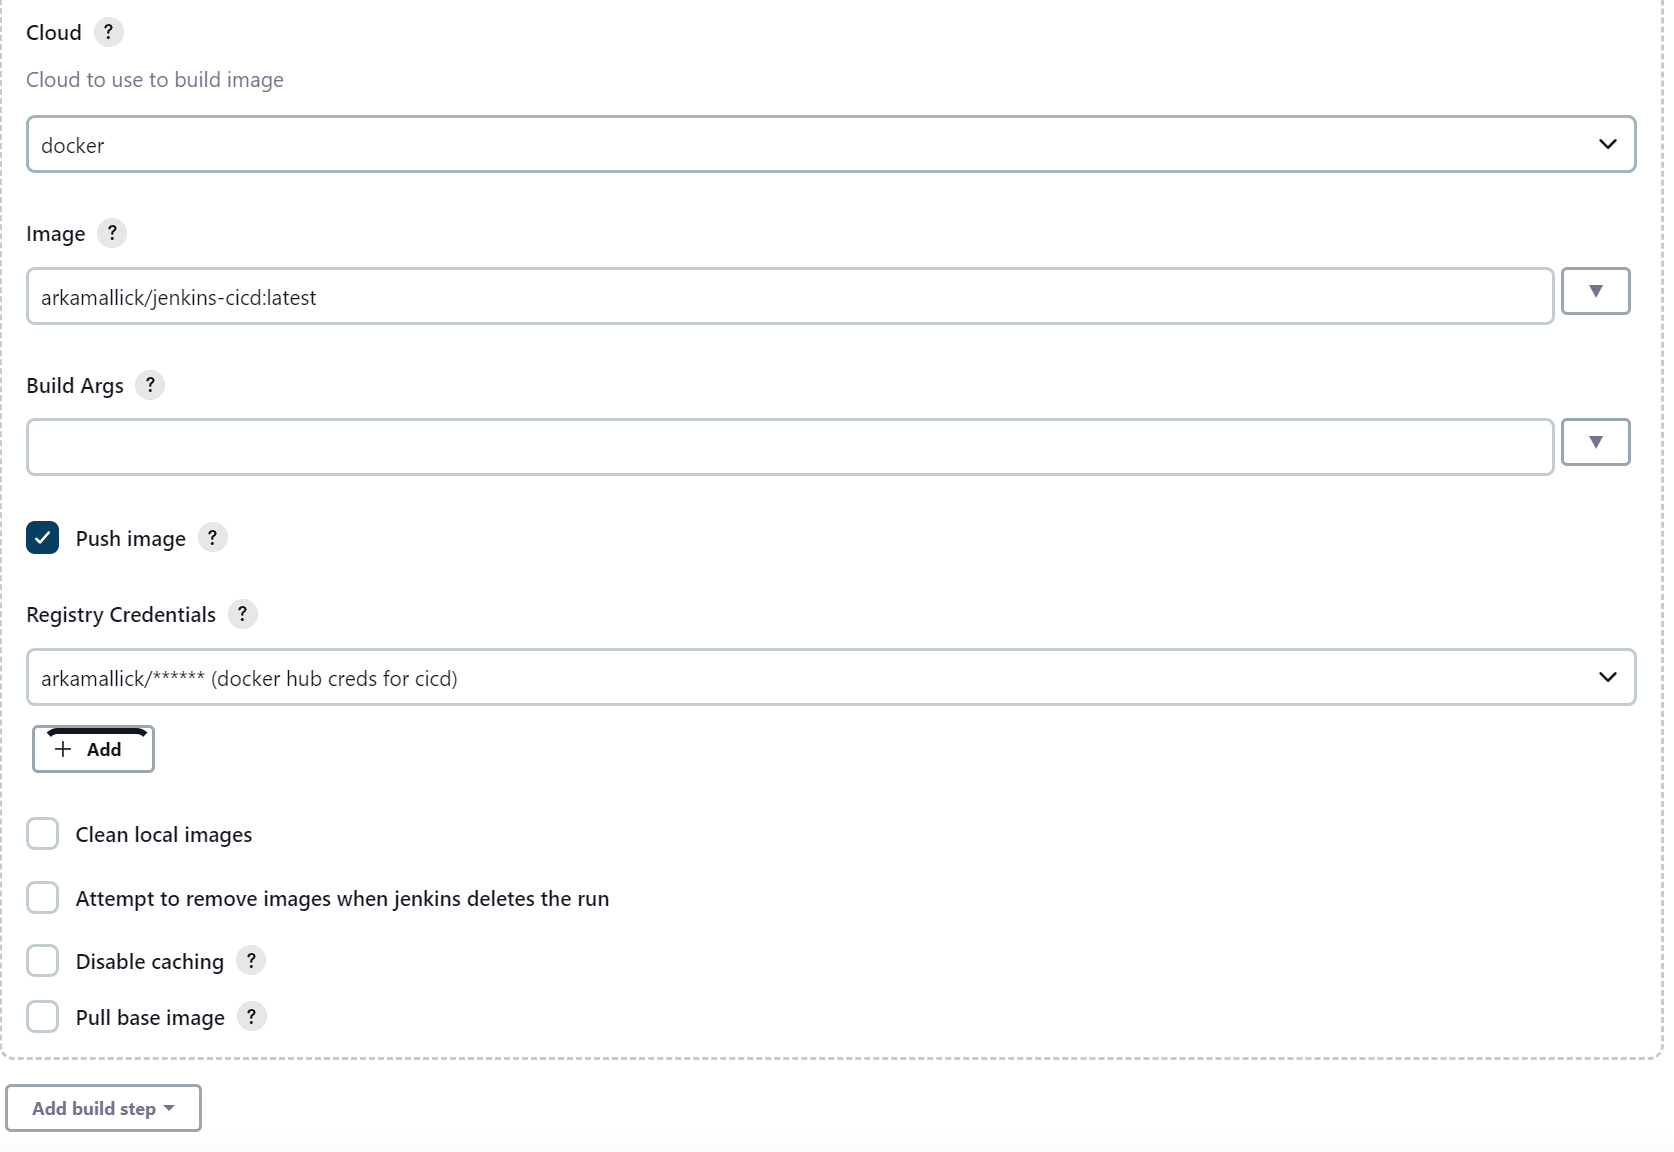 Cloud ?
Cloud to use to build image
docker
Image ?
arkamallick/jenkins-cicd:latest
Build Args ?
Push image ?
Registry Credentials ?
arkamallick/****** (docker hub creds for cicd)
+ Add
Clean local images
Attempt to remove images when jenkins deletes the run
Disable caching ?
Pull base image ?
Add build step